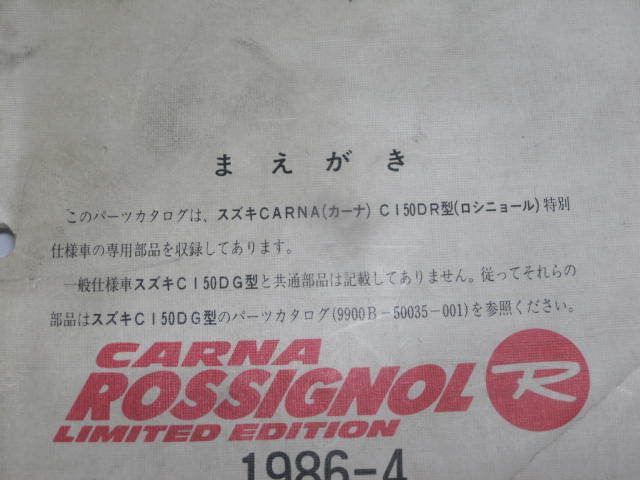 まえがき
このパーツカタログは、スズキCARNA(カーナ) CI50DR型(ロシニョール)特別
仕様車の専用部品を収録してあります。
一般仕様車スズキCI50DG型と共通部品は記載してありません。従ってそれらの
部品はスズキCI50DG型のパーツカタログ(9900B-50035-001)を参照ください。
CARNA
ROSSIGNOL R
LIMITED EDITION
1986-4